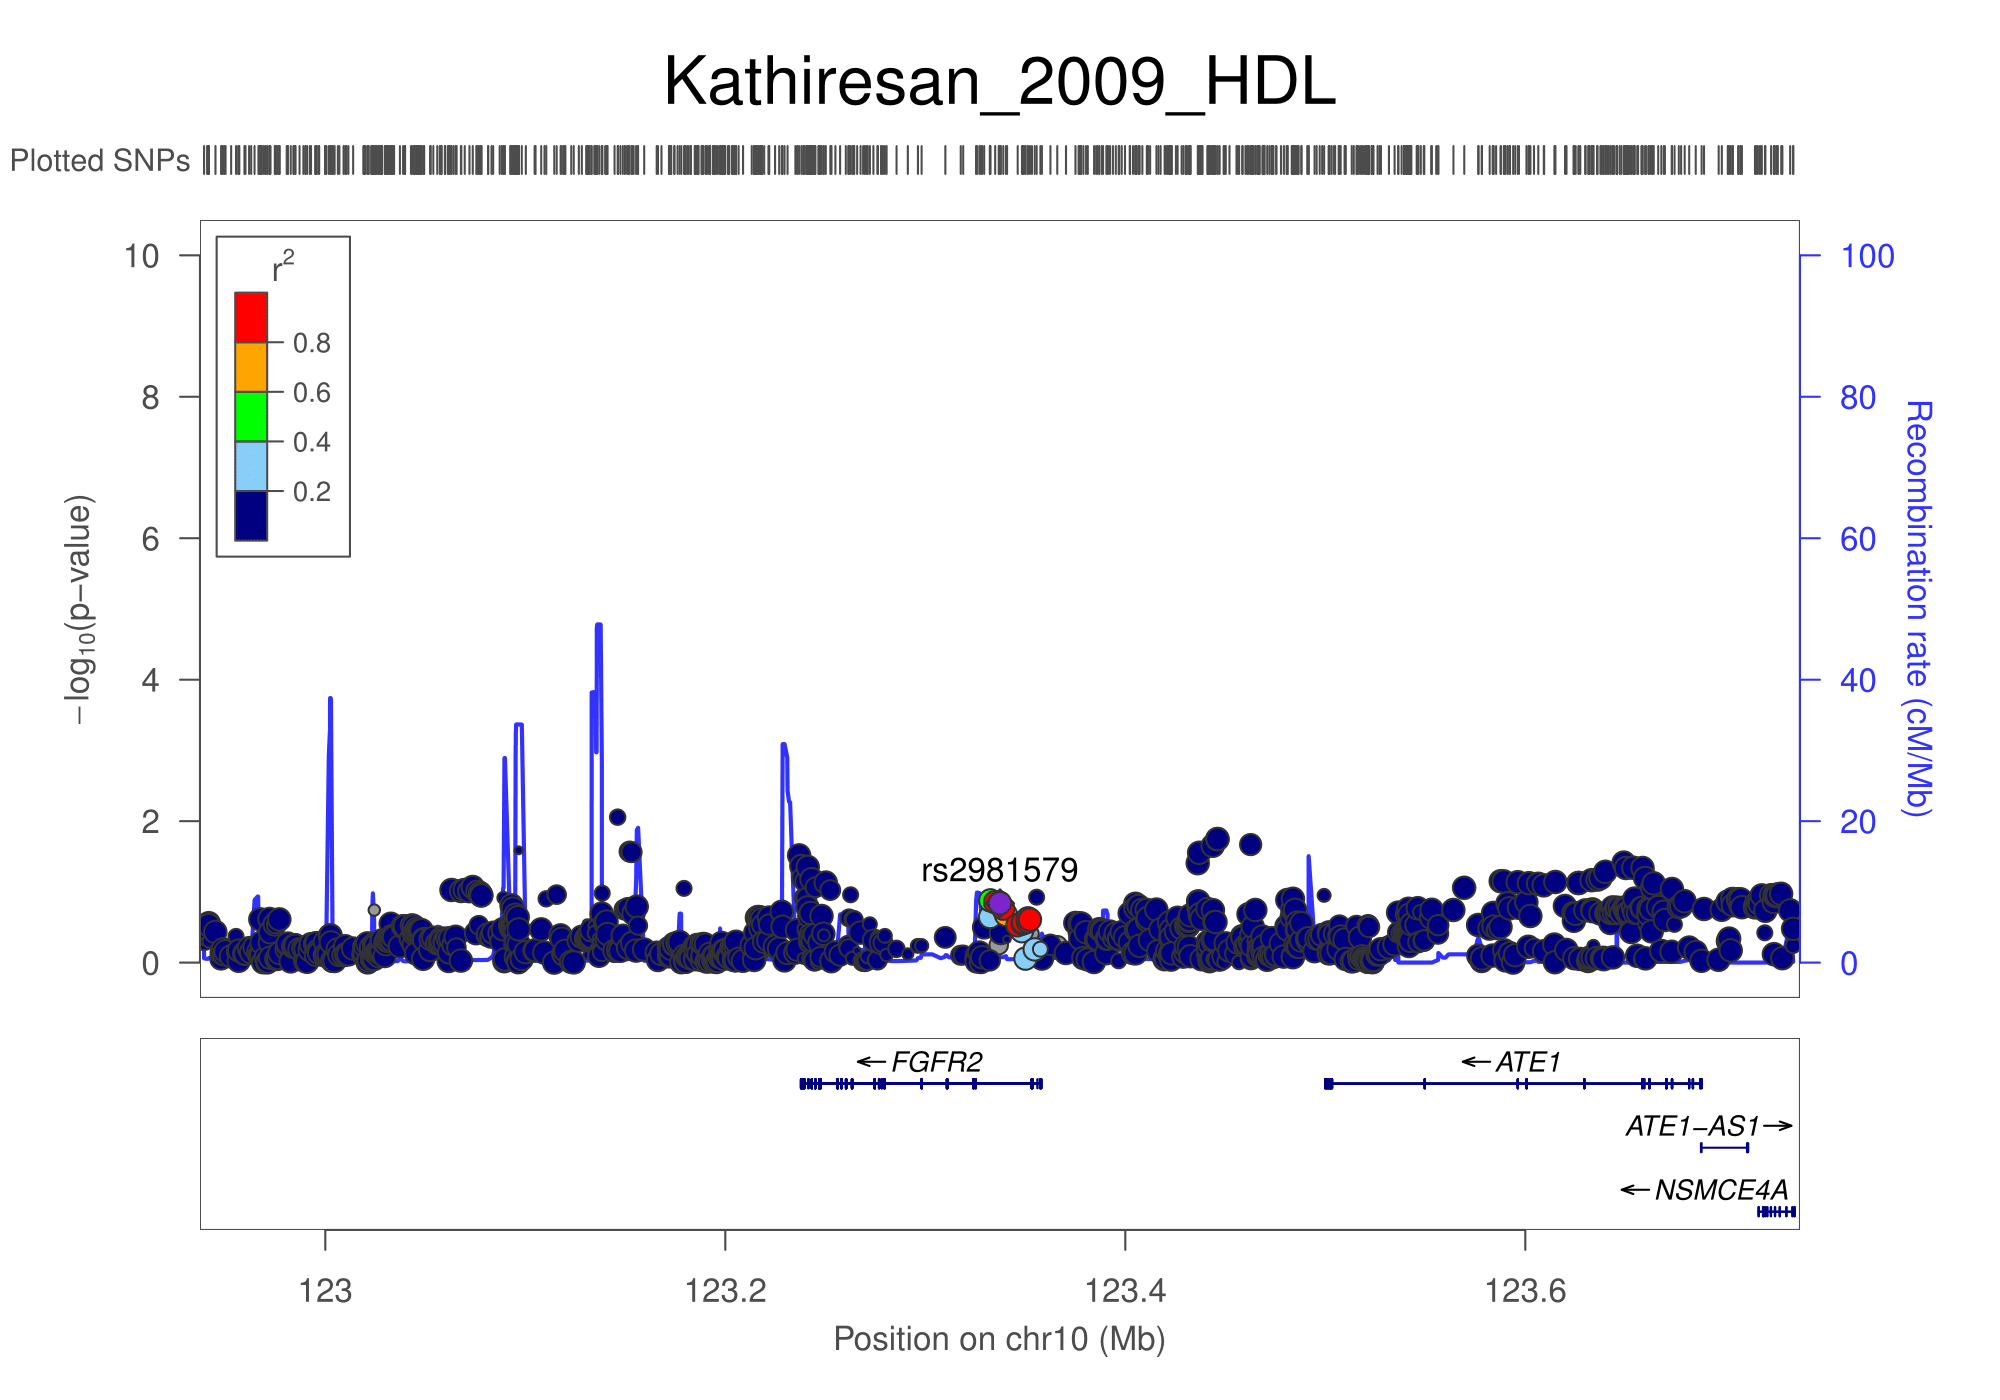 Kathiresan_2009_HDL
Plotted SNPs
10
8
6
4
2
0
−log10(p−value)
r2
0.8
0.6
0.4
0.2
rs2981579
100
80
60
40
20
0
Recombination rate (cM/Mb)
FGFR2
ATE1
ATE1−AS1
NSMCE4A
123
123.2
123.4
123.6
Position on chr10 (Mb)